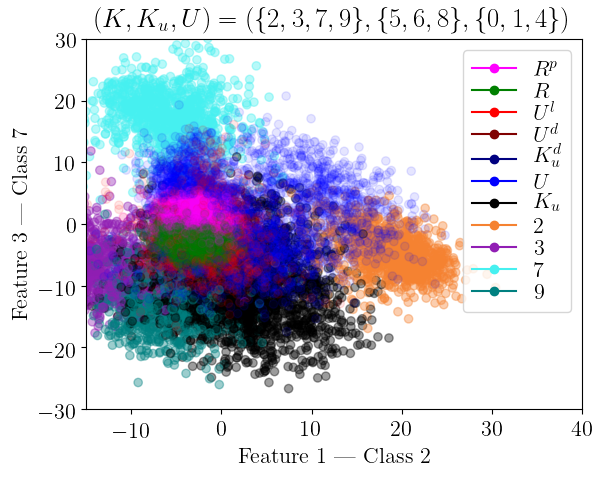 (K, K_u, U) = ({2, 3, 7, 9}, {5, 6, 8}, {0, 1, 4})
30
20
10
0
−10
−20
−30
Feature 3 — Class 7
R^p
R
U^l
U^d
K_u^d
U
K_u
2
3
7
9
−10
0
10
20
30
40
Feature 1 — Class 2